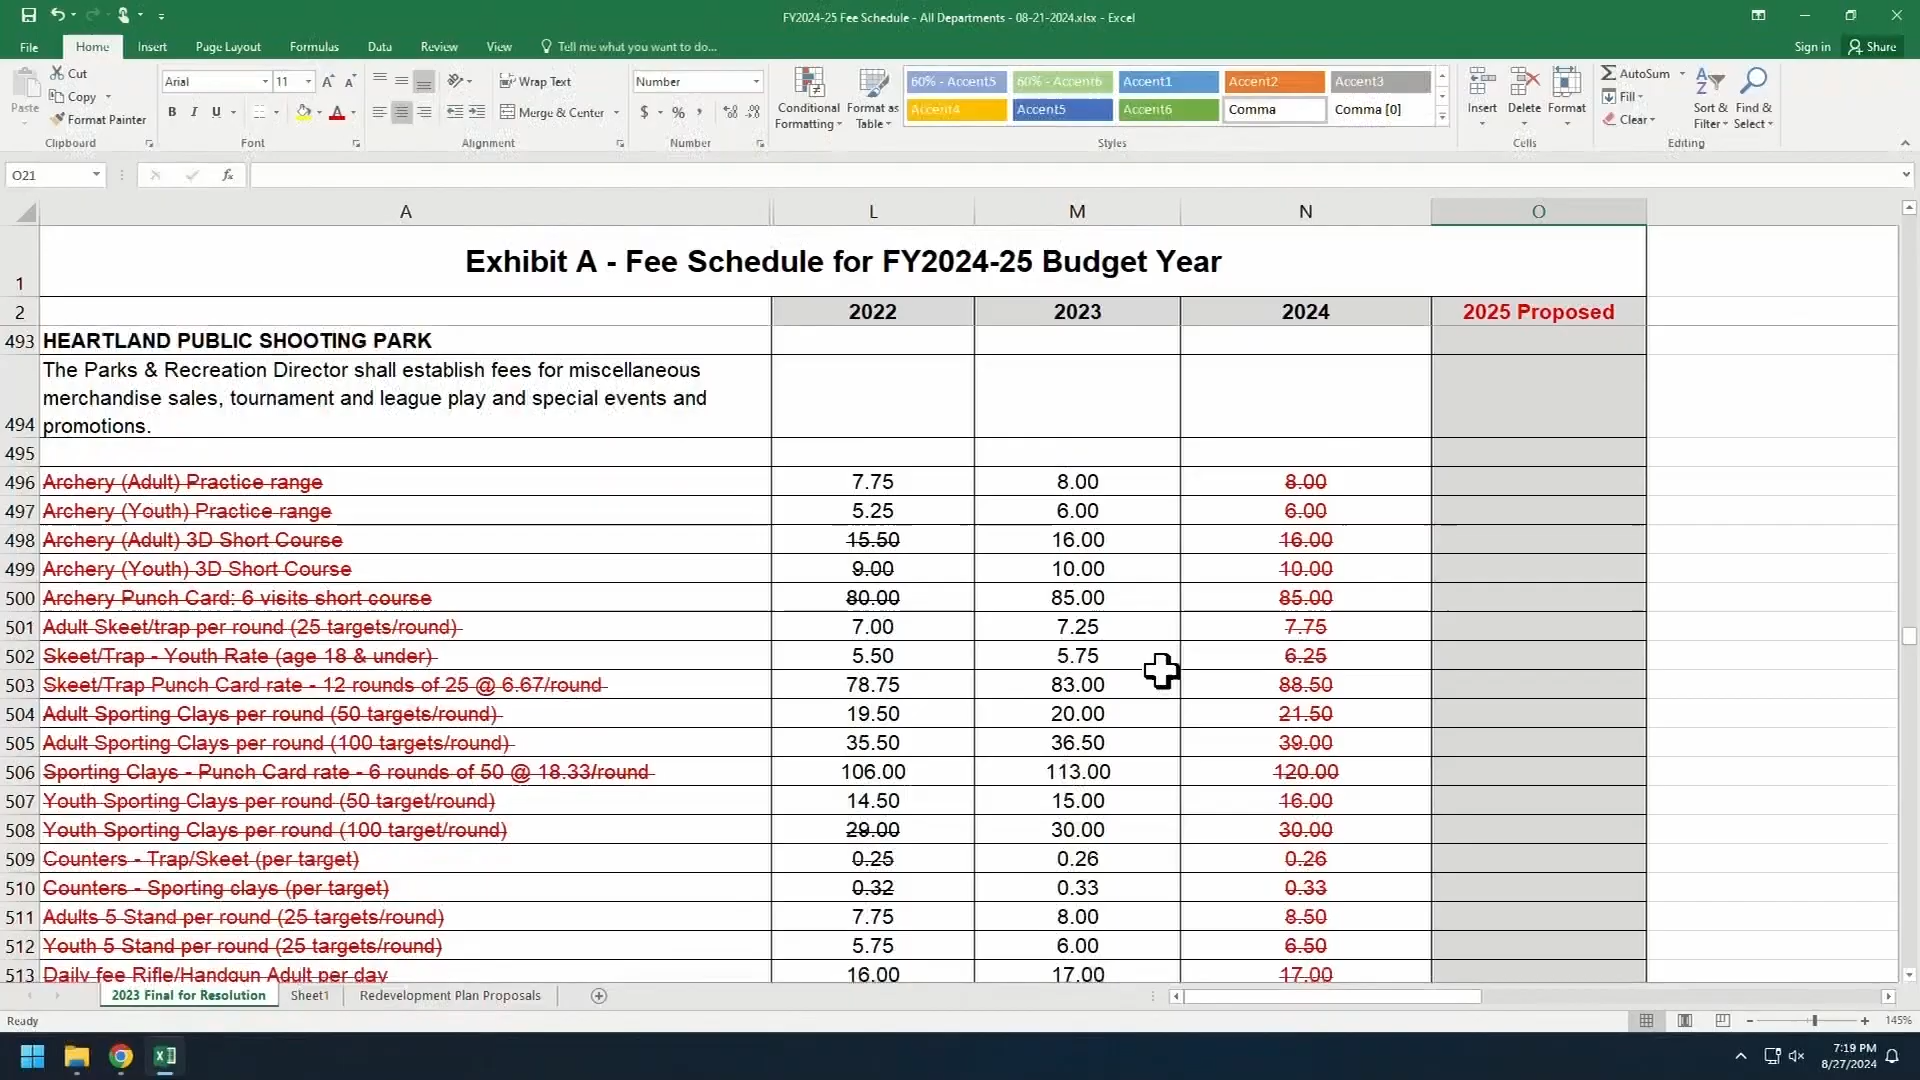 FY2024-25 Fee Schedule - All Departments - 08-21-2024.xlsx - Excel
File Home Insert Page Layout Formulas Data Review View Tell me what you want to do... Sign in Share
Paste Cut Copy Format Painter Clipboard
Arial 11 A A B I U A Font
Wrap Text Merge & Center Alignment
Number $ % , Number
Conditional Formatting Format as Table
60% - Accent5 60% - Accent6 Accent1 Accent2 Accent3
Accent4 Accent5 Accent6 Comma Comma [0]
Styles
Insert Delete Format Cells
AutoSum Fill Clear Sort & Filter Find & Select Editing
O21 fx
A L M N O
1 Exhibit A - Fee Schedule for FY2024-25 Budget Year
2 2022 2023 2024 2025 Proposed
493 HEARTLAND PUBLIC SHOOTING PARK
The Parks & Recreation Director shall establish fees for miscellaneous
merchandise sales, tournament and league play and special events and
494 promotions.
495
496 Archery (Adult) Practice range 7.75 8.00 8.00
497 Archery (Youth) Practice range 5.25 6.00 6.00
498 Archery (Adult) 3D Short Course 15.50 16.00 16.00
499 Archery (Youth) 3D Short Course 9.00 10.00 10.00
500 Archery Punch Card: 6 visits short course 80.00 85.00 85.00
501 Adult Skeet/trap per round (25 targets/round) 7.00 7.25 7.75
502 Skeet/Trap - Youth Rate (age 18 & under) 5.50 5.75 6.25
503 Skeet/Trap Punch Card rate - 12 rounds of 25 @ 6.67/round 78.75 83.00 88.50
504 Adult Sporting Clays per round (50 targets/round) 19.50 20.00 21.50
505 Adult Sporting Clays per round (100 targets/round) 35.50 36.50 39.00
506 Sporting Clays - Punch Card rate - 6 rounds of 50 @ 18.33/round 106.00 113.00 120.00
507 Youth Sporting Clays per round (50 target/round) 14.50 15.00 16.00
508 Youth Sporting Clays per round (100 target/round) 29.00 30.00 30.00
509 Counters - Trap/Skeet (per target) 0.25 0.26 0.26
510 Counters - Sporting clays (per target) 0.32 0.33 0.33
511 Adults 5 Stand per round (25 targets/round) 7.75 8.00 8.50
512 Youth 5 Stand per round (25 targets/round) 5.75 6.00 6.50
513 Daily fee Rifle/Handgun Adult per day 16.00 17.00 17.00
2023 Final for Resolution Sheet1 Redevelopment Plan Proposals
Ready 145%
7:19 PM
8/27/2024